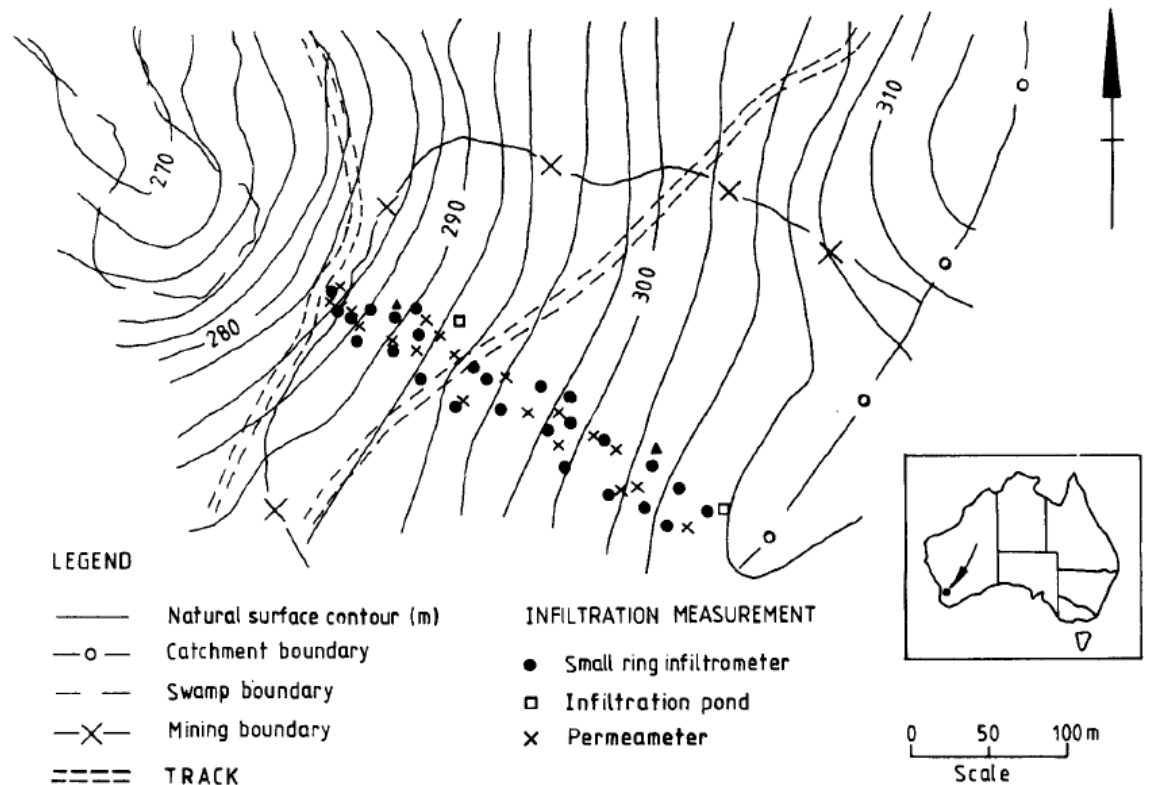 310
270
290
300
280
LEGEND
Natural surface contour (m)
Catchment boundary
Swamp boundary
Mining boundary
TRACK
INFILTRATION MEASUREMENT
Small ring infiltrometer
Infiltration pond
Permeameter
0 50 100 m
Scale